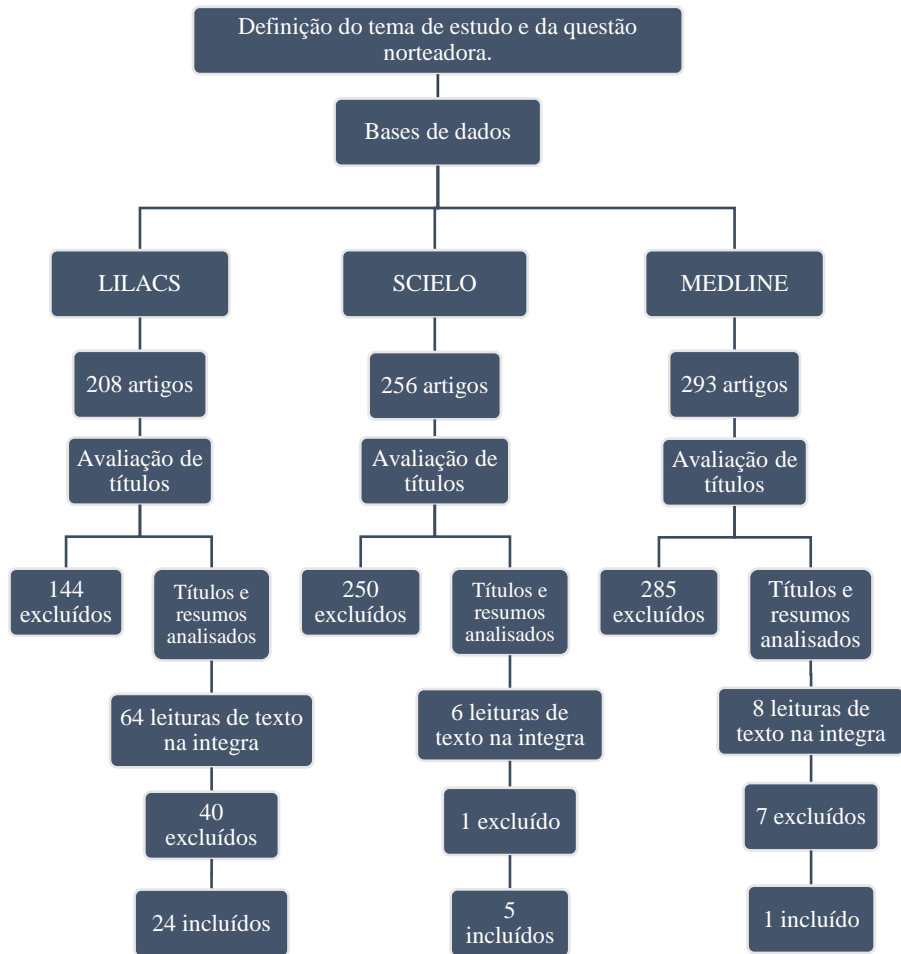 Definição do tema de estudo e da questão
norteadora.
Bases de dados
LILACS
SCIELO
MEDLINE
208 artigos
256 artigos
293 artigos
Avaliação de
títulos
Avaliação de
títulos
Avaliação de
títulos
144
excluídos
Títulos e
resumos
analisados
250
excluídos
Títulos e
resumos
analisados
285
excluídos
Títulos e
resumos
analisados
64 leituras de texto
na integra
6 leituras de
texto na integra
8 leituras de
texto na integra
40
excluídos
1 excluído
7 excluídos
24 incluídos
5
incluídos
1 incluído